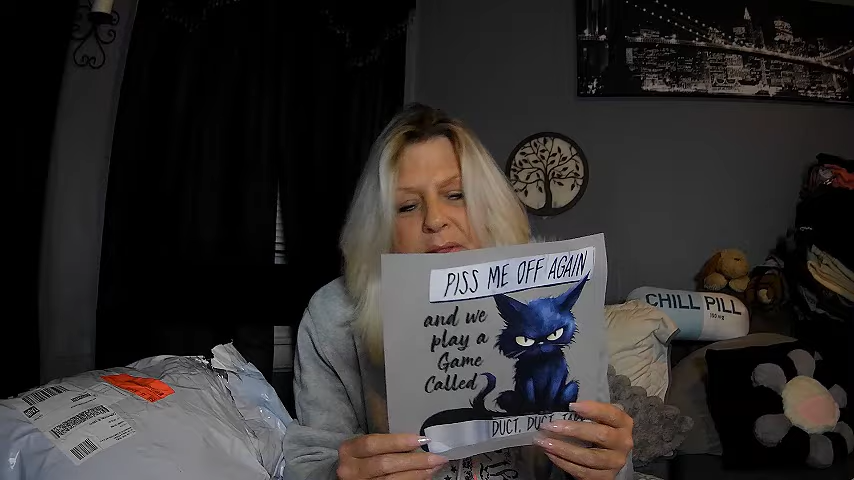 PISS ME OFF AGAIN
and we
play a
Game
Called
DUCT, DUCT,
CHILL PILL